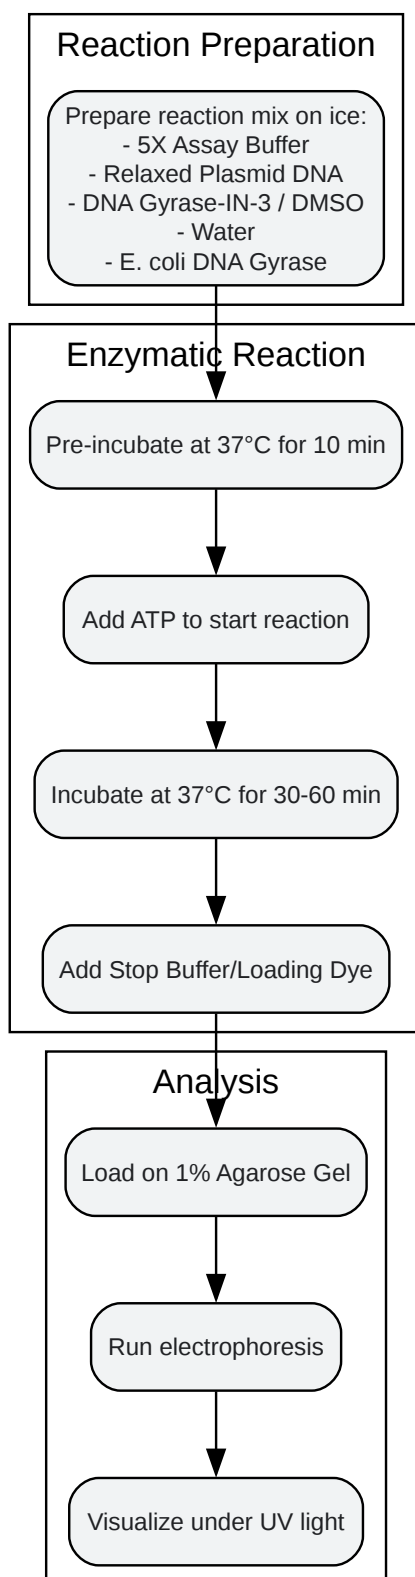 Reaction Preparation
Prepare reaction mix on ice:
- 5X Assay Buffer
- Relaxed Plasmid DNA
- DNA Gyrase-IN-3 / DMSO
- Water
- E. coli DNA Gyrase
Enzymatic Reaction
Pre-incubate at 37°C for 10 min
Add ATP to start reaction
Incubate at 37°C for 30-60 min
Add Stop Buffer/Loading Dye
Analysis
Load on 1% Agarose Gel
Run electrophoresis
Visualize under UV light